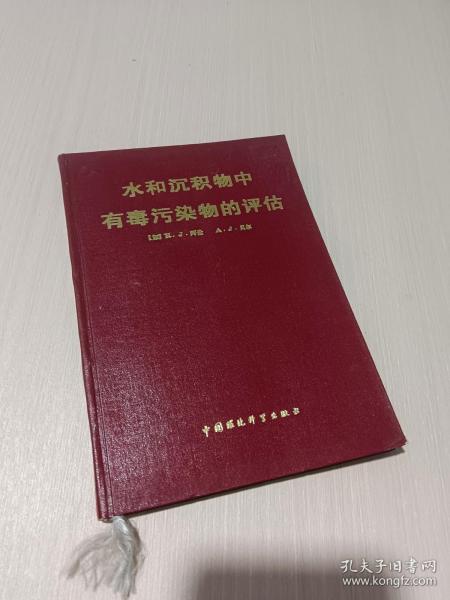 水和沉积物中
有毒污染物的评估
R. J. A. J.
中国环境科学出版社
孔夫子旧书网
www.kongfz.com